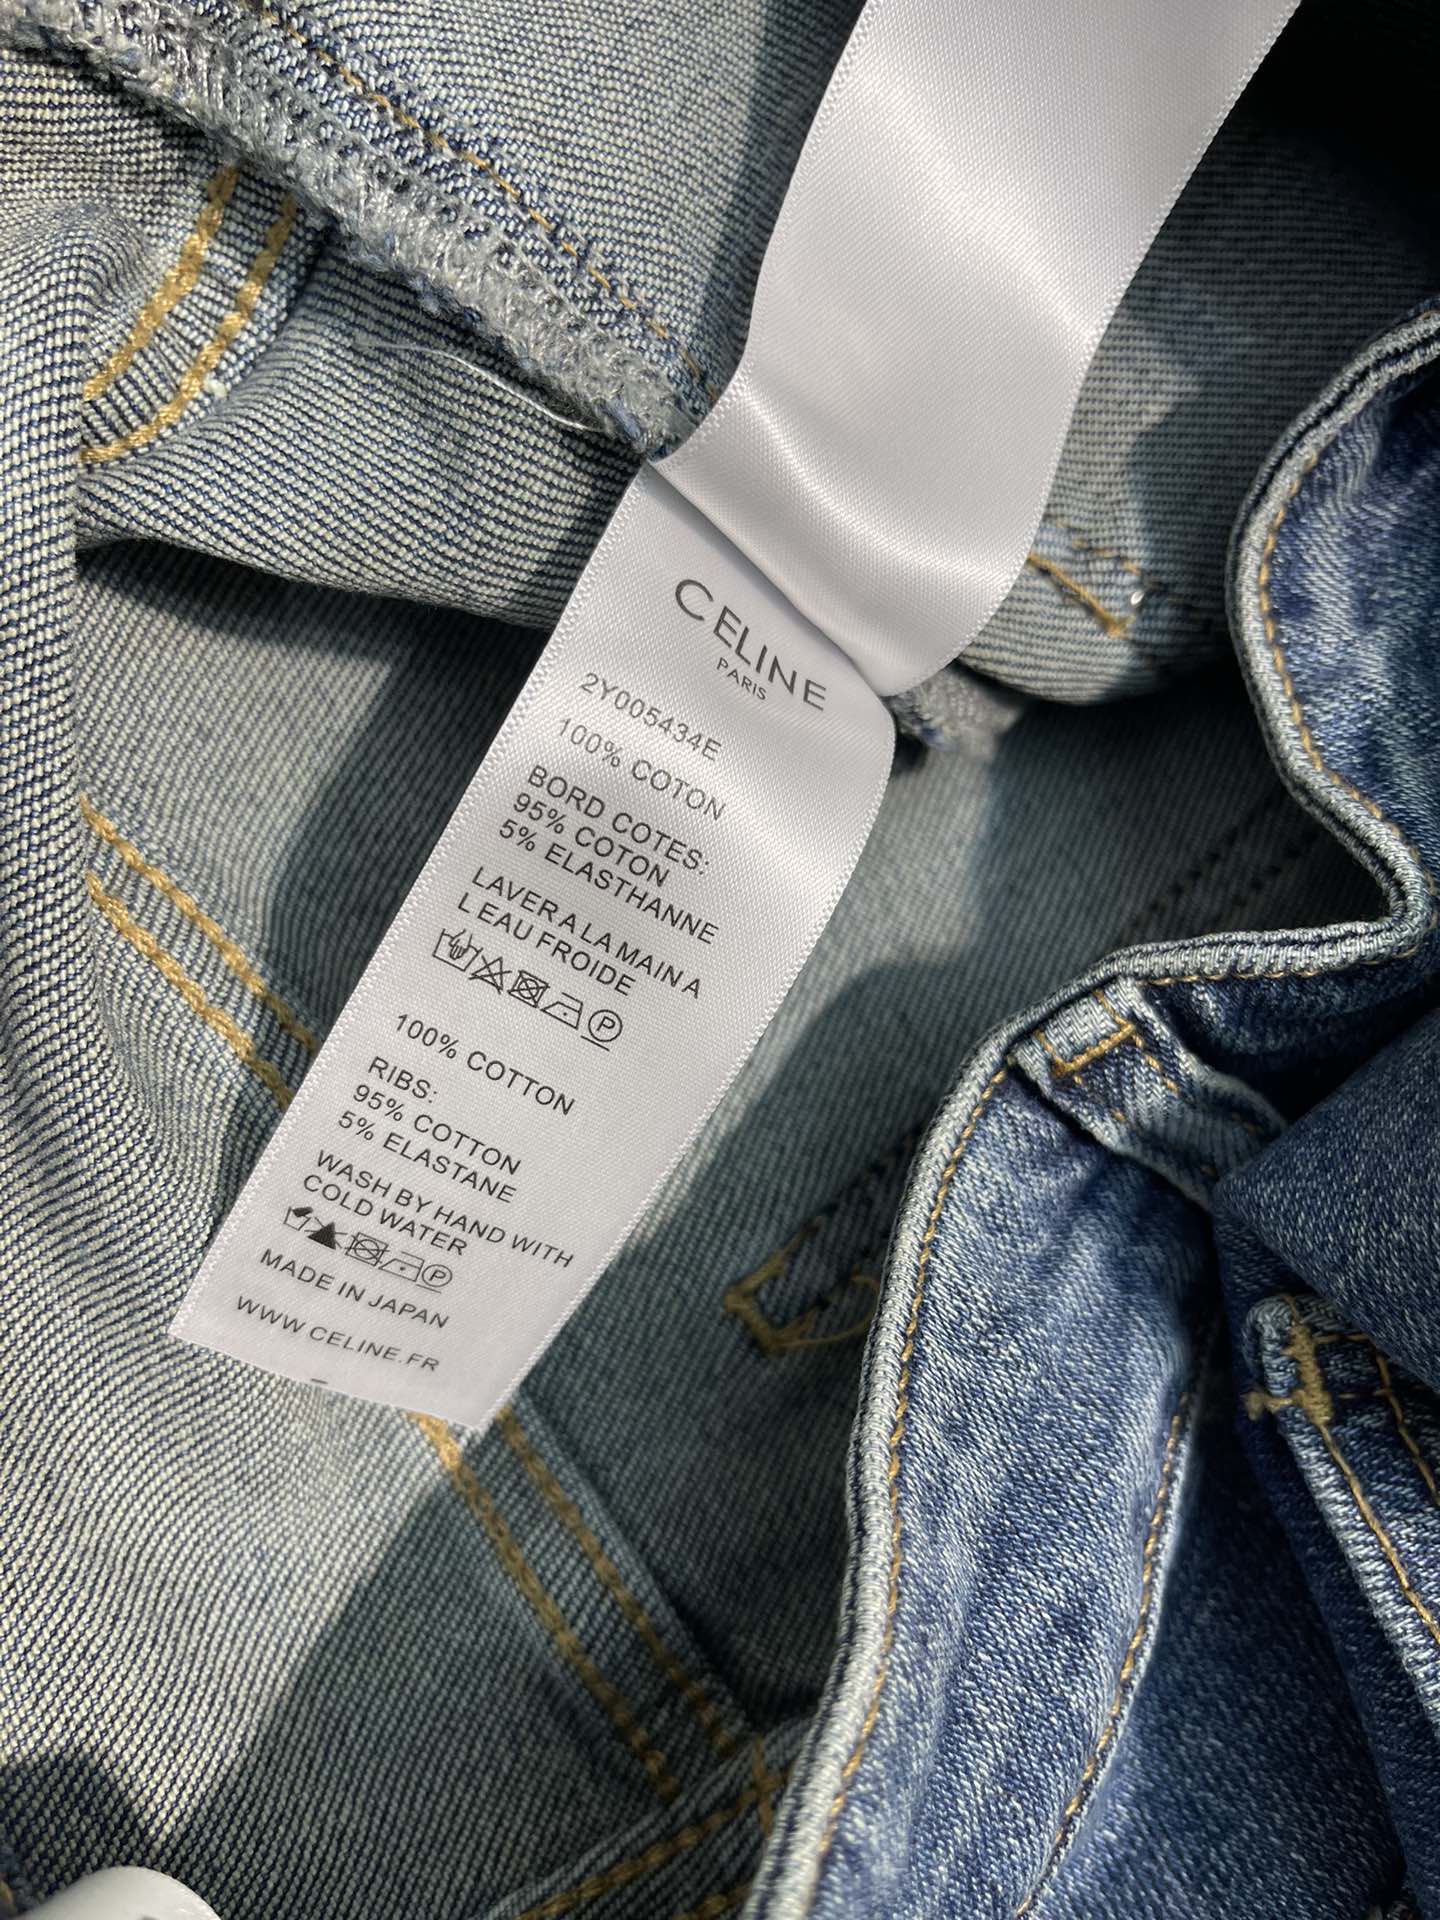 CELINE
PARIS
2Y005434E
100% COTON
BORD COTES:
95% COTON
5% ELASTHANNE
LAVER A LA MAIN A
L EAU FROIDE
P
100% COTTON
RIBS:
95% COTTON
5% ELASTANE
WASH BY HAND WITH
COLD WATER
P
MADE IN JAPAN
WWW CELINE.FR